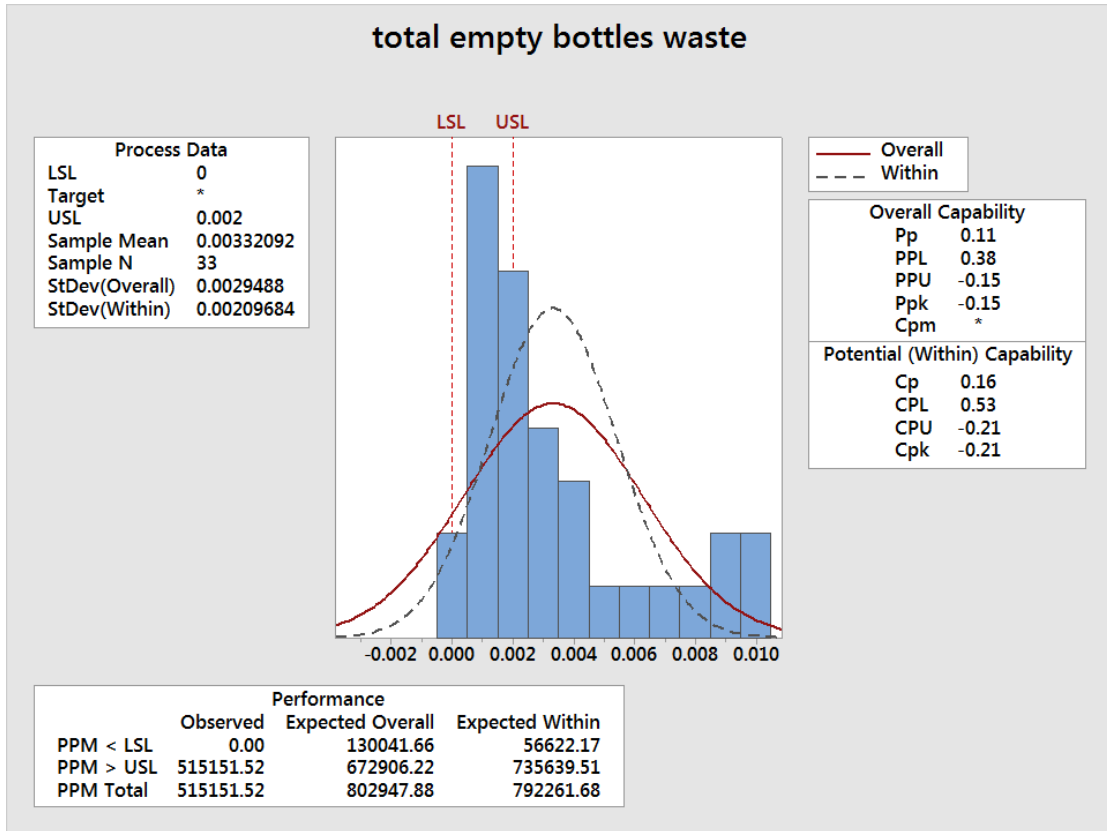 total empty bottles waste
LSL USL
Process Data
LSL 0
Target *
USL 0.002
Sample Mean 0.00332092
Sample N 33
StDev(Overall) 0.0029488
StDev(Within) 0.00209684
Overall
Within
Overall Capability
Pp 0.11
PPL 0.38
PPU -0.15
Ppk -0.15
Cpm *
Potential (Within) Capability
Cp 0.16
CPL 0.53
CPU -0.21
Cpk -0.21
-0.002 0.000 0.002 0.004 0.006 0.008 0.010
Performance
Observed Expected Overall Expected Within
PPM < LSL 0.00 130041.66 56622.17
PPM > USL 515151.52 672906.22 735639.51
PPM Total 515151.52 802947.88 792261.68